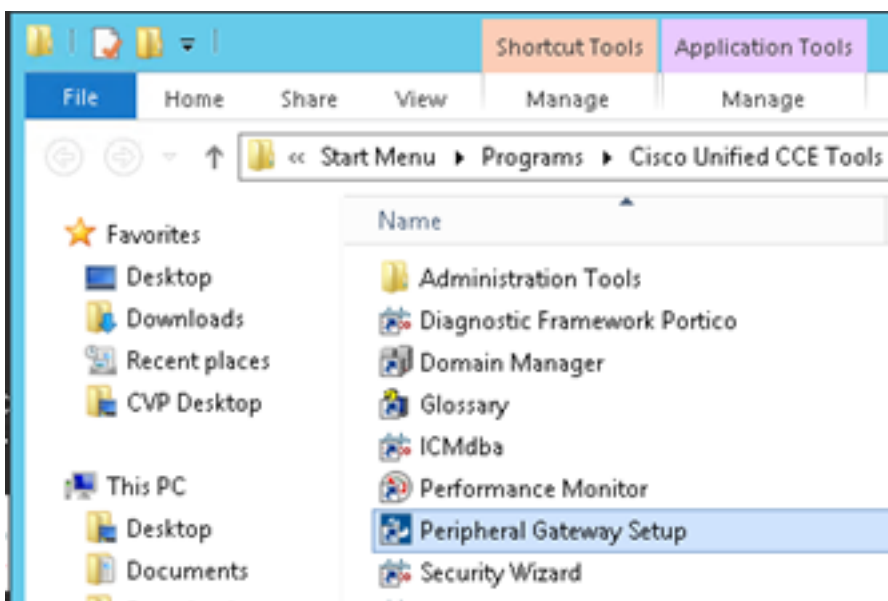 Shortcut Tools Application Tools
File Home Share View Manage Manage
« Start Menu ▸ Programs ▸ Cisco Unified CCE Tools
Name
Favorites
Desktop
Downloads
Recent places
CVP Desktop
This PC
Desktop
Documents
Administration Tools
Diagnostic Framework Portico
Domain Manager
Glossary
ICMdba
Performance Monitor
Peripheral Gateway Setup
Security Wizard